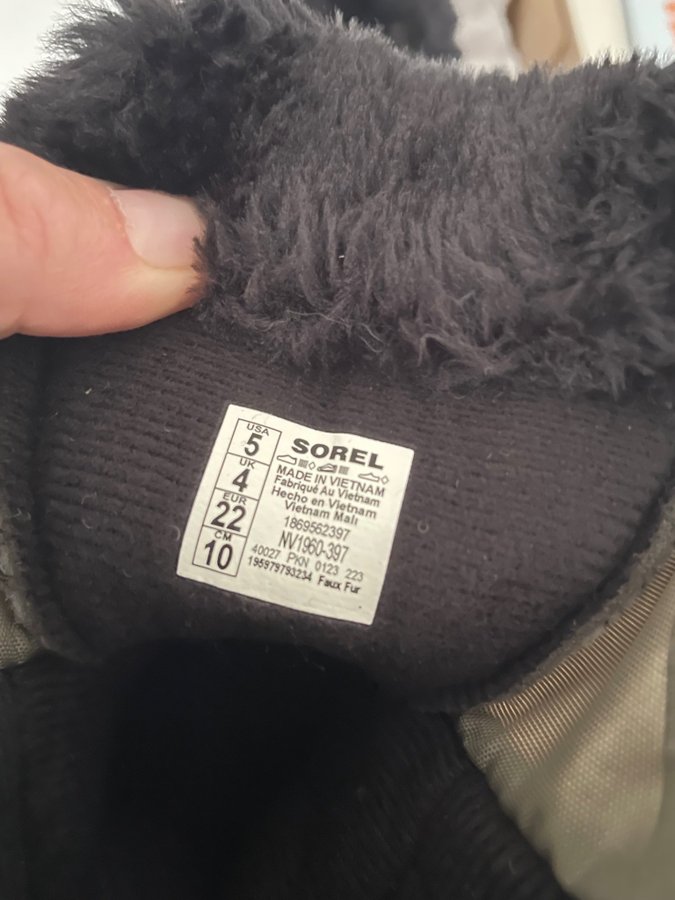 USA
5
UK
4
EUR
22
CM
10
SOREL
MADE IN VIETNAM
Fabriqué Au Vietnam
Hecho en Vietnam
Vietnam Malı
1869562397
NV1960-397
40027 PKN 0123 223
195979793234 Faux Fur